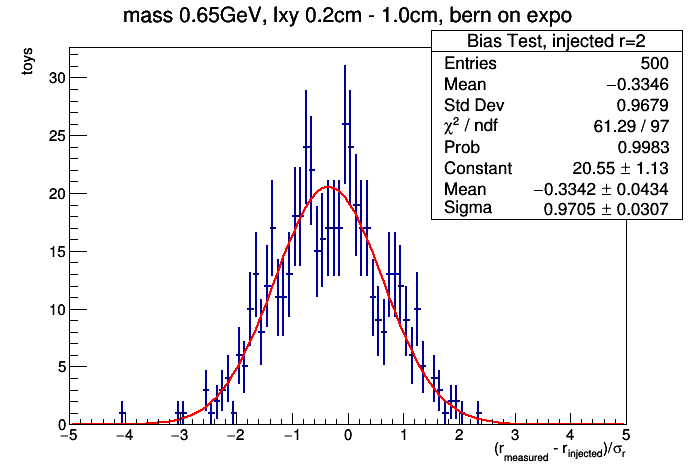 mass 0.65GeV, lxy 0.2cm - 1.0cm, bern on expo
Bias Test, injected r=2
Entries 500
Mean −0.3346
Std Dev 0.9679
χ² / ndf 61.29 / 97
Prob 0.9983
Constant 20.55 ± 1.13
Mean −0.3342 ± 0.0434
Sigma 0.9705 ± 0.0307
toys
30
25
20
15
10
5
0
−5 −4 −3 −2 −1 0 1 2 3 4 5
(r_measured - r_injected)/σ_r